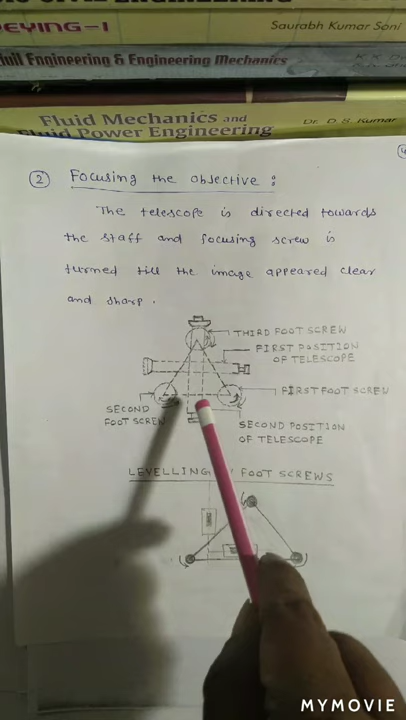 EYING-1 Saurabh Kumar Soni
Civil Engineering & Engineering Mechanics
Fluid Mechanics and
Fluid Power Engineering Dr. D S Kumar
2 Focusing the objective :
The telescope is directed towards
the staff and focusing screw is
turned till the image appeared clear
and sharp.
THIRD FOOT SCREW
FIRST POSITION
OF TELESCOPE
FIRST FOOT SCREW
SECOND
FOOT SCREW
SECOND POSITION
OF TELESCOPE
LEVELLING FOOT SCREWS
MYMOVIE